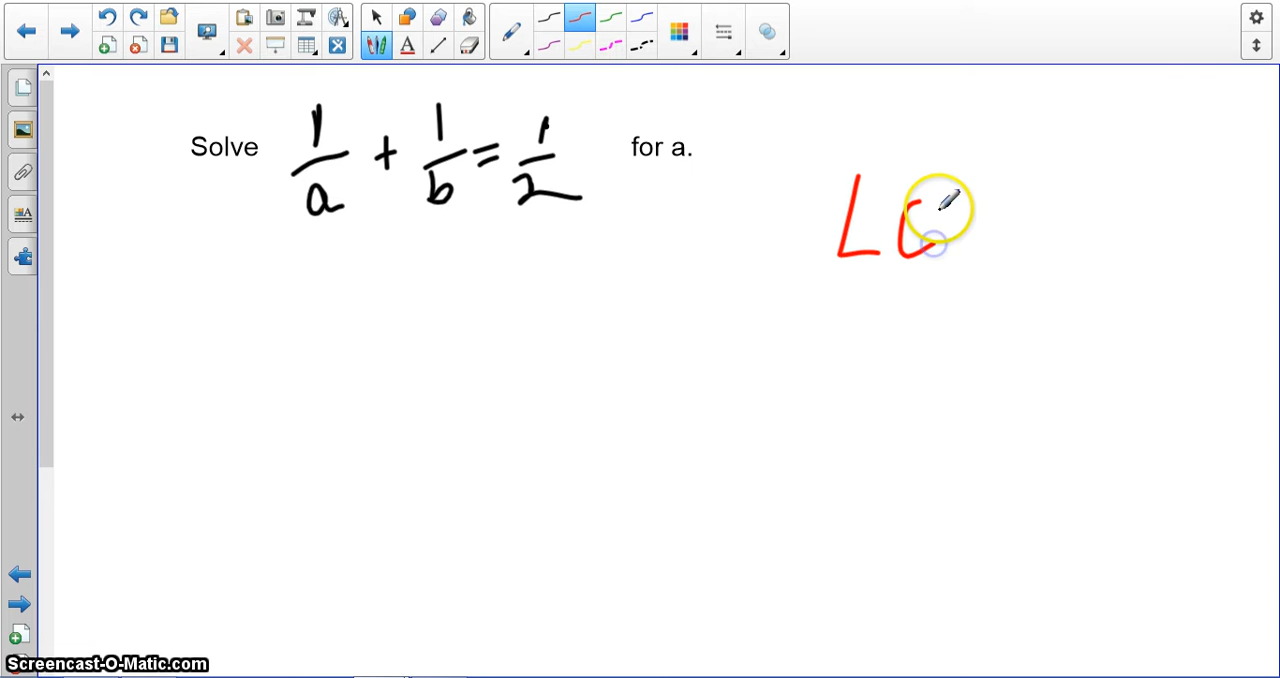 Solve 1/a + 1/b = 1/2 for a.
LC
Screencast-O-Matic.com